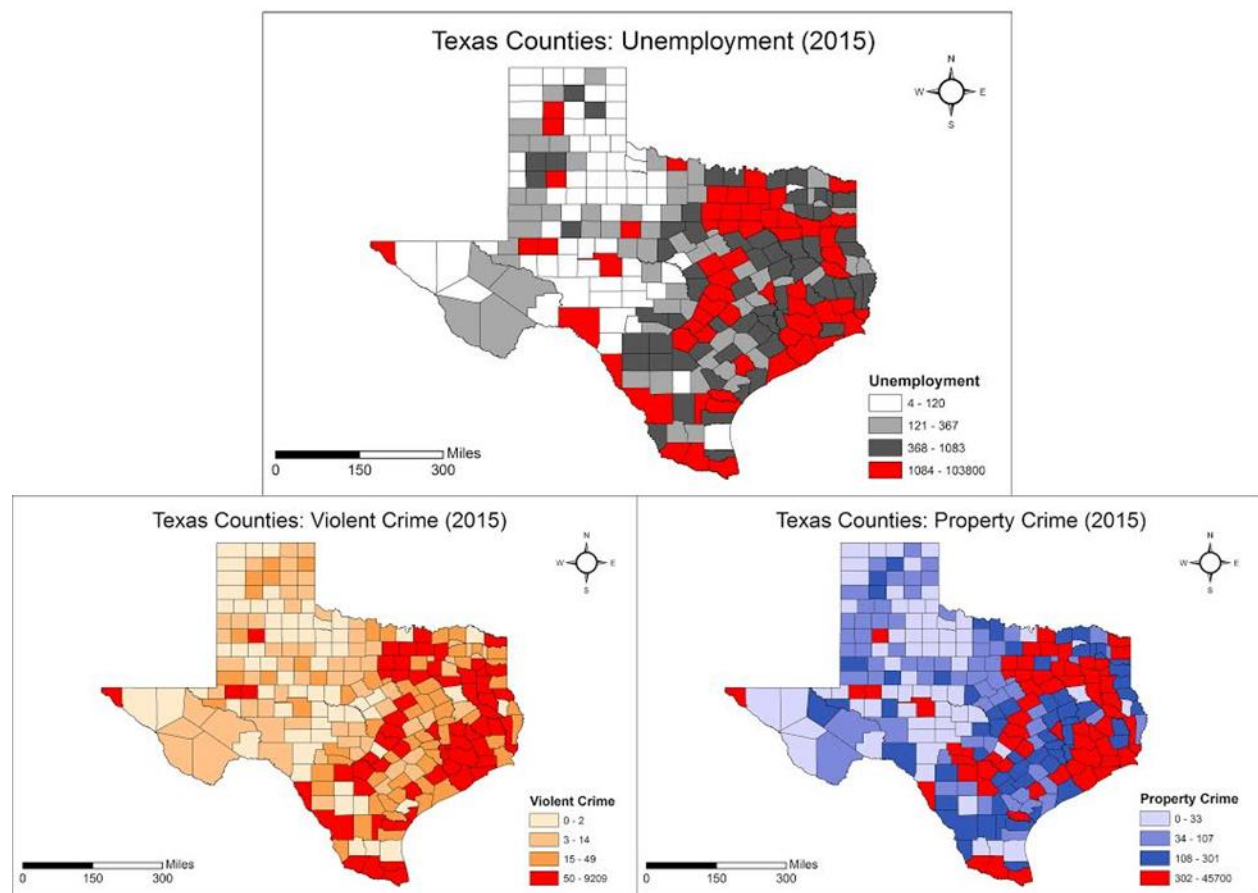 Texas Counties: Unemployment (2015)
N
W E
S
Unemployment
4 - 120
121 - 367
368 - 1083
1084 - 103800
Miles
0 150 300
Texas Counties: Violent Crime (2015)
N
W E
S
Violent Crime
0 - 2
3 - 14
15 - 49
50 - 9209
Miles
0 150 300
Texas Counties: Property Crime (2015)
N
W E
S
Property Crime
0 - 33
34 - 107
108 - 301
302 - 45700
Miles
0 150 300